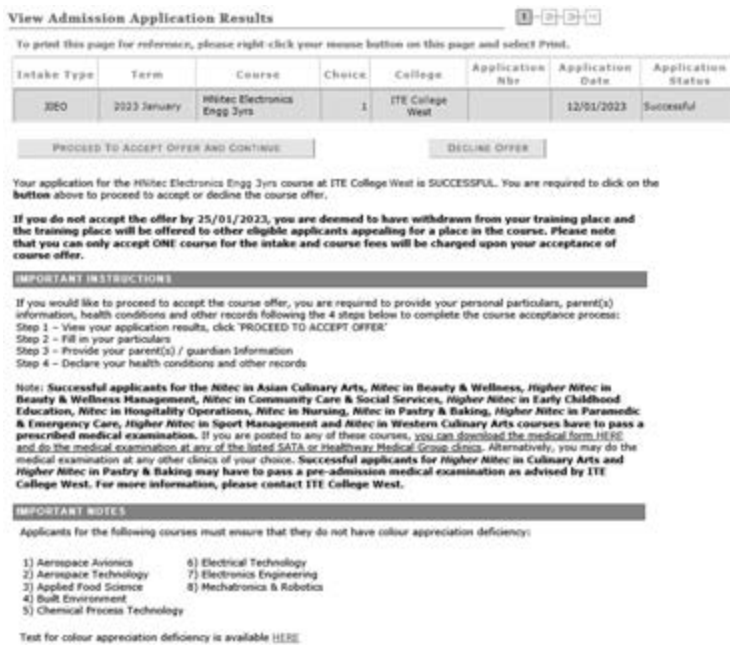 View Admission Application Results
1 - 2 - 3 - 4
To print this page for reference, please right-click your mouse button on this page and select Print.
Intake Type Term Course Choice College Application Nbr Application Date Application Status
JIEO 2023 January HNitec Electronics Engg 3yrs 1 ITE College West 12/01/2023 Successful
PROCEED TO ACCEPT OFFER AND CONTINUE DECLINE OFFER
Your application for the HNitec Electronics Engg 3yrs course at ITE College West is SUCCESSFUL. You are required to click on the
button above to proceed to accept or decline the course offer.
If you do not accept the offer by 25/01/2023, you are deemed to have withdrawn from your training place and
the training place will be offered to other eligible applicants appealing for a place in the course. Please note
that you can only accept ONE course for the intake and course fees will be charged upon your acceptance of
course offer.
IMPORTANT INSTRUCTIONS
If you would like to proceed to accept the course offer, you are required to provide your personal particulars, parent(s)
information, health conditions and other records following the 4 steps below to complete the course acceptance process:
Step 1 – View your application results, click 'PROCEED TO ACCEPT OFFER'
Step 2 – Fill in your particulars
Step 3 – Provide your parent(s) / guardian Information
Step 4 – Declare your health conditions and other records
Note: Successful applicants for the Nitec in Asian Culinary Arts, Nitec in Beauty & Wellness, Higher Nitec in
Beauty & Wellness Management, Nitec in Community Care & Social Services, Higher Nitec in Early Childhood
Education, Nitec in Hospitality Operations, Nitec in Nursing, Nitec in Pastry & Baking, Higher Nitec in Paramedic
& Emergency Care, Higher Nitec in Sport Management and Nitec in Western Culinary Arts courses have to pass a
prescribed medical examination. If you are posted to any of these courses, you can download the medical form HERE
and do the medical examination at any of the listed SATA or Healthway Medical Group clinics. Alternatively, you may do the
medical examination at any other clinics of your choice. Successful applicants for Higher Nitec in Culinary Arts and
Higher Nitec in Pastry & Baking may have to pass a pre-admission medical examination as advised by ITE
College West. For more information, please contact ITE College West.
IMPORTANT NOTES
Applicants for the following courses must ensure that they do not have colour appreciation deficiency:
1) Aerospace Avionics
2) Aerospace Technology
3) Applied Food Science
4) Built Environment
5) Chemical Process Technology
6) Electrical Technology
7) Electronics Engineering
8) Mechatronics & Robotics
Test for colour appreciation deficiency is available HERE